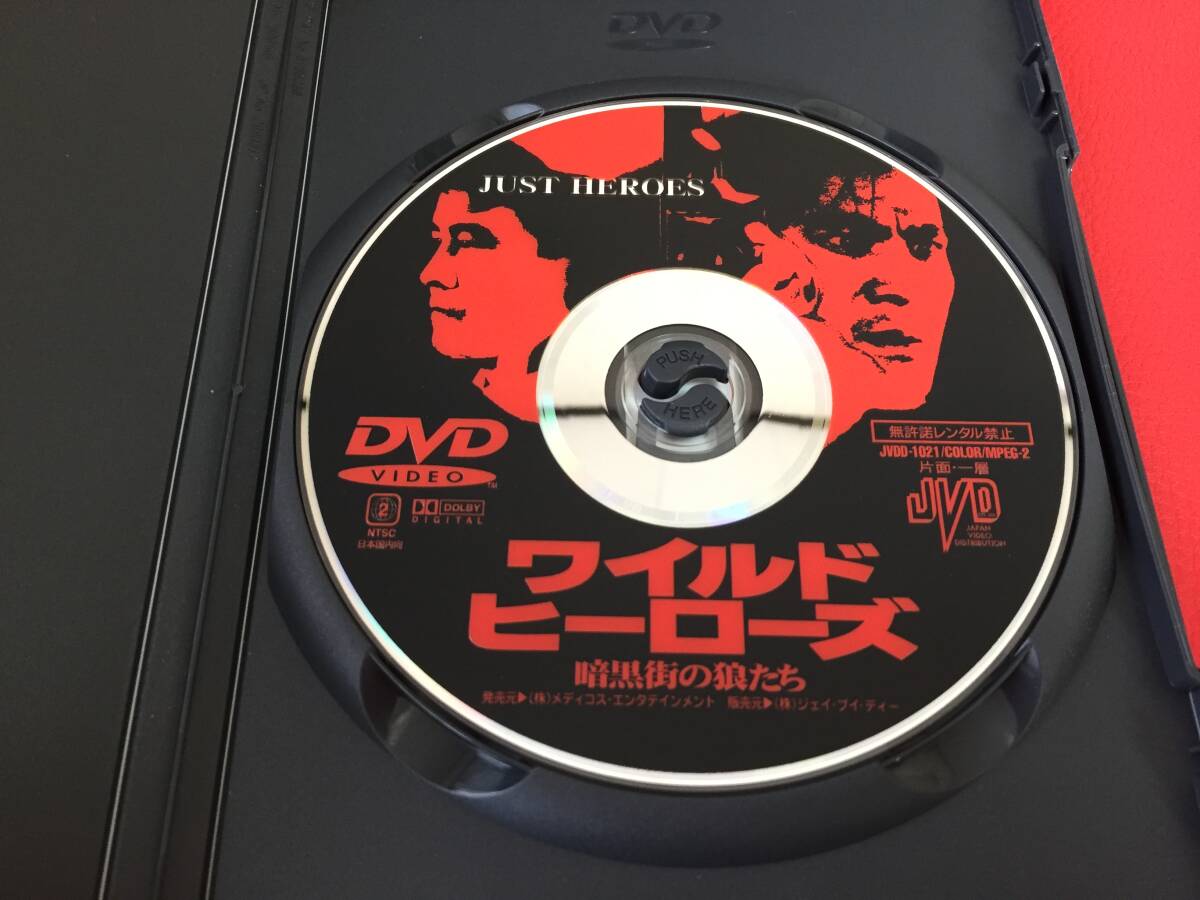 DVD
JUST HEROES
PUSH
HERE
DVD
VIDEO
TM
2
NTSC
日本国内向
DOLBY
DIGITAL
無許諾レンタル禁止
JVDD-1021/COLOR/MPEG-2
片面・一層
JVD
JAPAN
VIDEO
DISTRIBUTION
ワイルド
ヒーローズ
暗黒街の狼たち
発売元▶(株)メディコス・エンタテインメント 販売元▶(株)ジェイ・ブイ・ディー